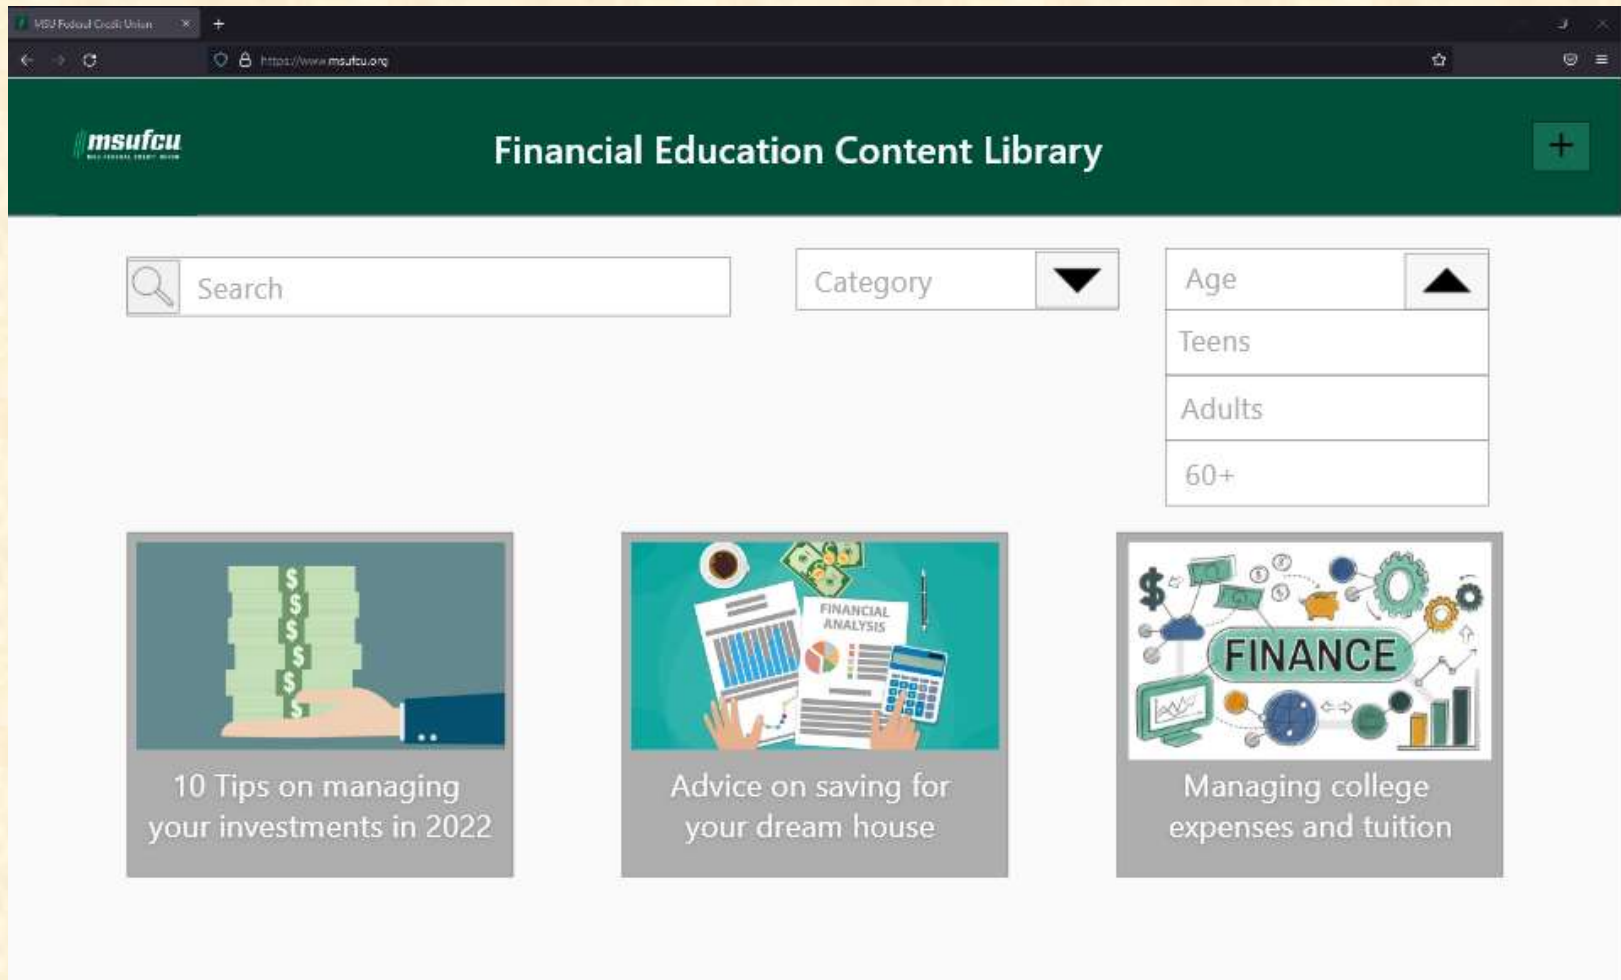 MSU Federal Credit Union
https://www.msufcu.org
msufcu
Financial Education Content Library
+
Search
Category
Age
Teens
Adults
60+
$
$
$
$
$
$
FINANCIAL
ANALYSIS
$
FINANCE
10 Tips on managing
your investments in 2022
Advice on saving for
your dream house
Managing college
expenses and tuition